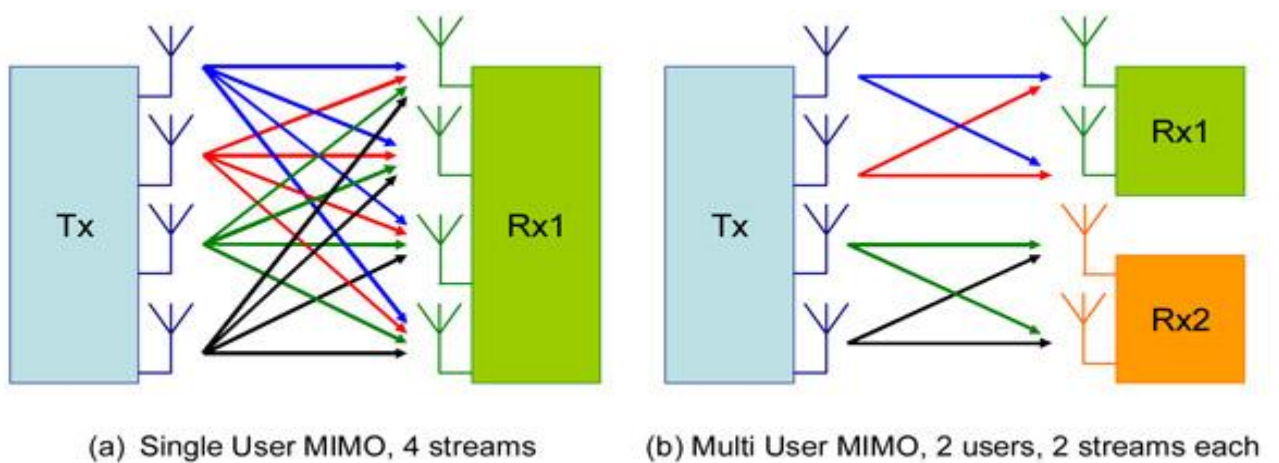 Tx
Rx1
Tx
Rx1
Rx2
(a) Single User MIMO, 4 streams
(b) Multi User MIMO, 2 users, 2 streams each